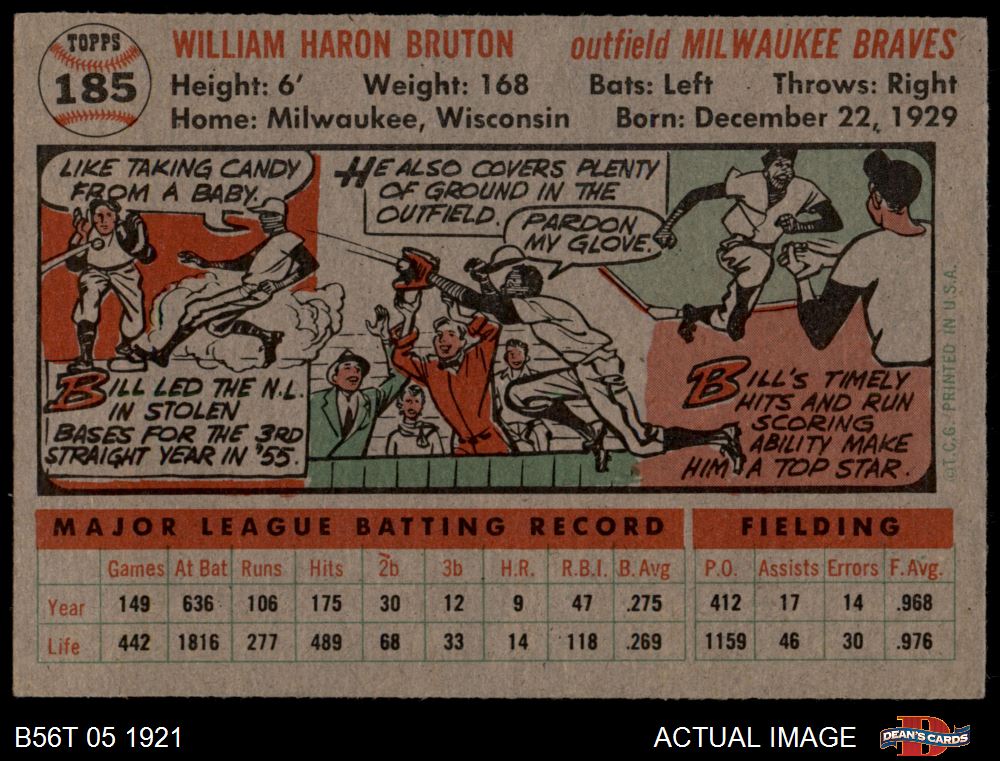 TOPPS
185
WILLIAM HARON BRUTON outfield MILWAUKEE BRAVES
Height: 6' Weight: 168 Bats: Left Throws: Right
Home: Milwaukee, Wisconsin Born: December 22, 1929
LIKE TAKING CANDY
FROM A BABY.
HE ALSO COVERS PLENTY
OF GROUND IN THE
OUTFIELD.
PARDON
MY GLOVE.
BILL LED THE N.L.
IN STOLEN
BASES FOR THE 3RD
STRAIGHT YEAR IN '55.
BILL'S TIMELY
HITS AND RUN
SCORING
ABILITY MAKE
HIM A TOP STAR.
©T.C.G. PRINTED IN U.S.A.
MAJOR LEAGUE BATTING RECORD FIELDING
Games At Bat Runs Hits 2b 3b H.R. R.B.I. B. Avg P.O. Assists Errors F. Avg.
Year 149 636 106 175 30 12 9 47 .275 412 17 14 .968
Life 442 1816 277 489 68 33 14 118 .269 1159 46 30 .976
B56T 05 1921 ACTUAL IMAGE DEAN'S CARDS